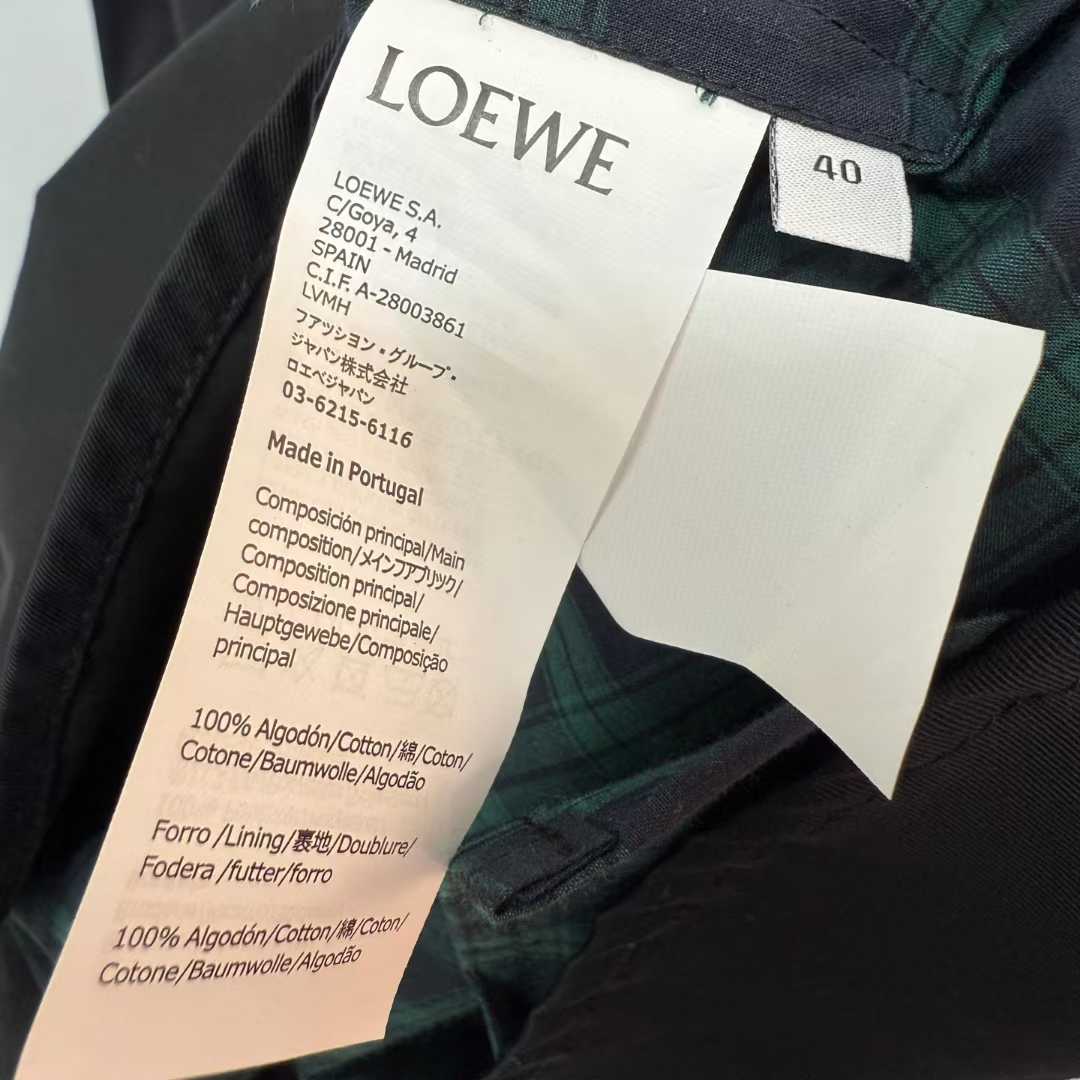 LOEWE
LOEWE S.A.
C/Goya, 4
28001 - Madrid
SPAIN
C.I.F. A-28003861
LVMH
ファッション・グループ・
ジャパン株式会社
ロエベジャパン
03-6215-6116
Made in Portugal
Composición principal/Main
composition/メインファブリック/
Composition principal/
Composizione principale/
Hauptgewebe/Composição
principal
100% Algodón/Cotton/綿/Coton/
Cotone/Baumwolle/Algodão
Forro /Lining/裏地/Doublure/
Fodera /futter/forro
100% Algodón/Cotton/綿/Coton/
Cotone/Baumwolle/Algodão
40